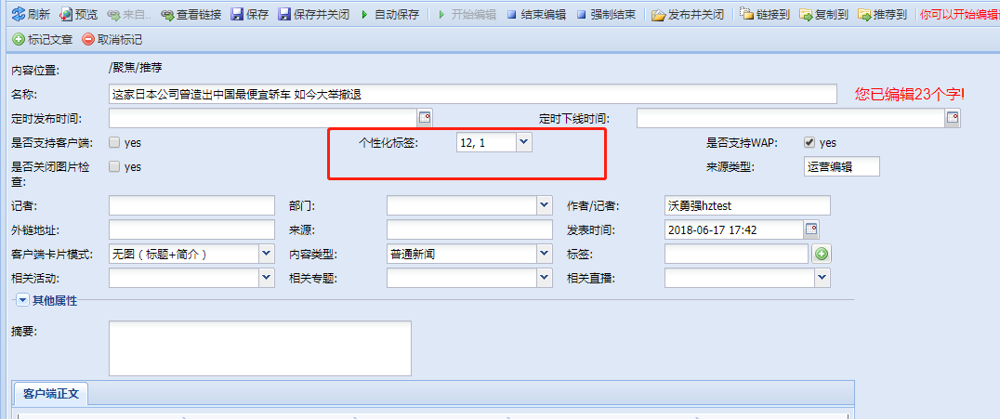 刷新 预览 来自.. 查看链接 保存 保存并关闭 自动保存 开始编辑 结束编辑 强制结束 发布并关闭 链接到 复制到 推荐到 你可以开始编辑
标记文章 取消标记
内容位置: /聚焦/推荐
名称: 这家日本公司曾造出中国最便宜轿车 如今大举撤退 您已编辑23个字!
定时发布时间: 定时下线时间:
是否支持客户端: yes 个性化标签: 12, 1 是否支持WAP: yes
是否关闭图片检查: yes 来源类型: 运营编辑
记者: 部门: 作者/记者: 沃勇强hztest
外链地址: 来源: 发表时间: 2018-06-17 17:42
客户端卡片模式: 无图（标题+简介） 内容类型: 普通新闻 标签:
相关活动: 相关专题: 相关直播:
其他属性
摘要:
客户端正文